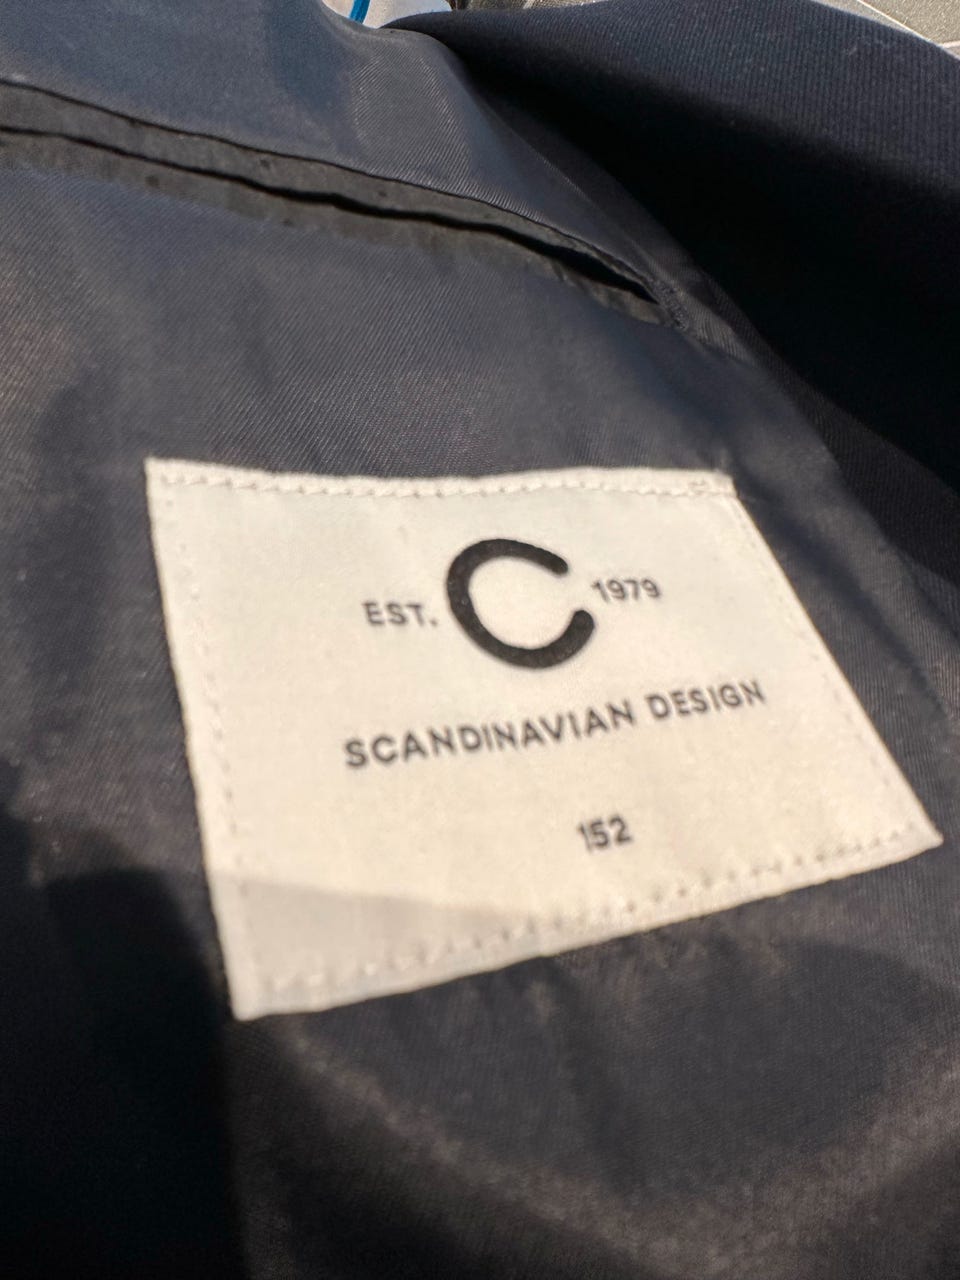 EST. C 1979
SCANDINAVIAN DESIGN
152